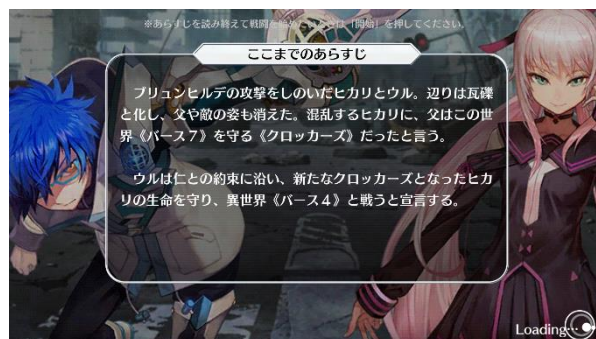 ※あらすじを読み終えて戦闘を始めたいときは「開始」を押してください。
ここまでのあらすじ
ブリュンヒルデの攻撃をしのいだヒカリとウル。辺りは瓦礫
と化し、父や敵の姿も消えた。混乱するヒカリに、父はこの世
界《バース７》を守る《クロッカーズ》だったと言う。
ウルは仁との約束に沿い、新たなクロッカーズとなったヒカ
リの生命を守り、異世界《バース４》と戦うと宣言する。
Loading…